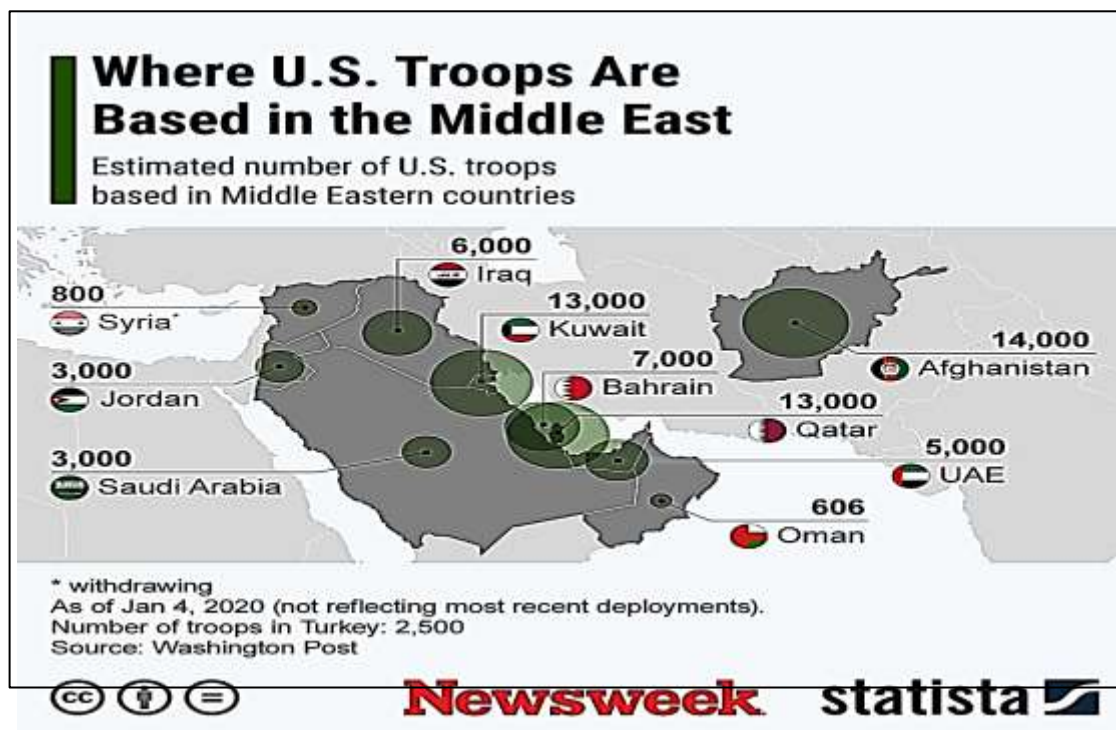 Where U.S. Troops Are
Based in the Middle East
Estimated number of U.S. troops
based in Middle Eastern countries
6,000
Iraq
800
Syria*
13,000
Kuwait
14,000
Afghanistan
3,000
Jordan
7,000
Bahrain
13,000
Qatar
3,000
Saudi Arabia
5,000
UAE
606
Oman
* withdrawing
As of Jan 4, 2020 (not reflecting most recent deployments).
Number of troops in Turkey: 2,500
Source: Washington Post
cc
Newsweek
statista